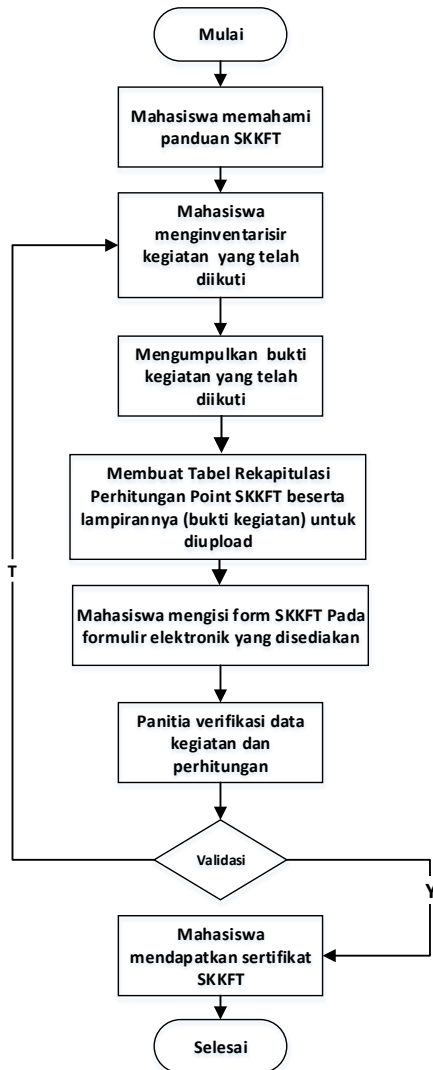 Mulai
Mahasiswa memahami
panduan SKKFT
Mahasiswa
menginventarisir
kegiatan yang telah
diikuti
Mengumpulkan bukti
kegiatan yang telah
diikuti
Membuat Tabel Rekapitulasi
Perhitungan Point SKKFT beserta
lampirannya (bukti kegiatan) untuk
diupload
T
Mahasiswa mengisi form SKKFT Pada
formulir elektronik yang disediakan
Panitia verifikasi data
kegiatan dan
perhitungan
Validasi
Y
Mahasiswa
mendapatkan sertifikat
SKKFT
Selesai